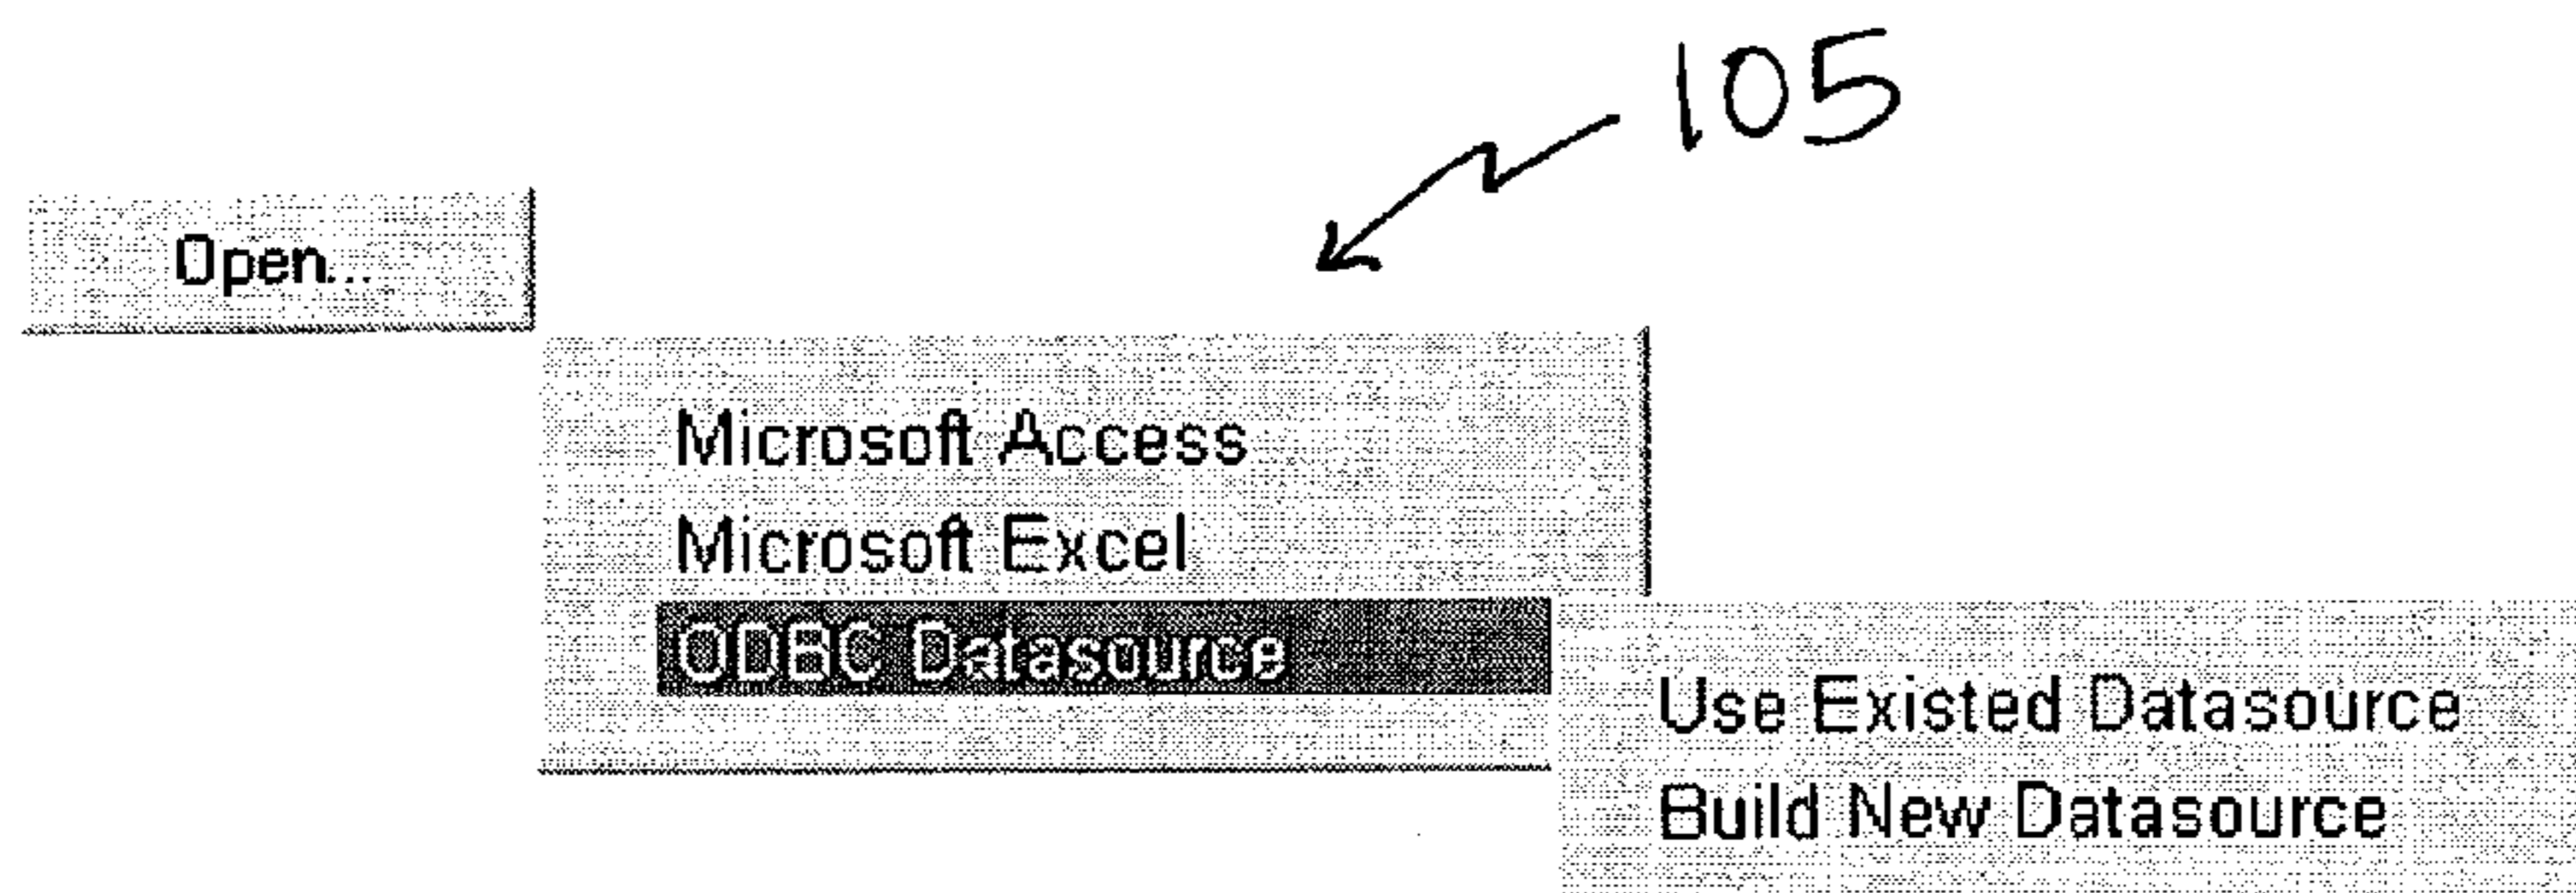 105
Open...
Microsoft Access
Microsoft Excel
ODBC Datasource
Use Existed Datasource
Build New Datasource